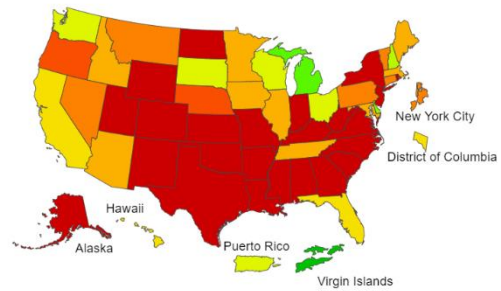 New York City
District of Columbia
Hawaii
Alaska
Puerto Rico
Virgin Islands